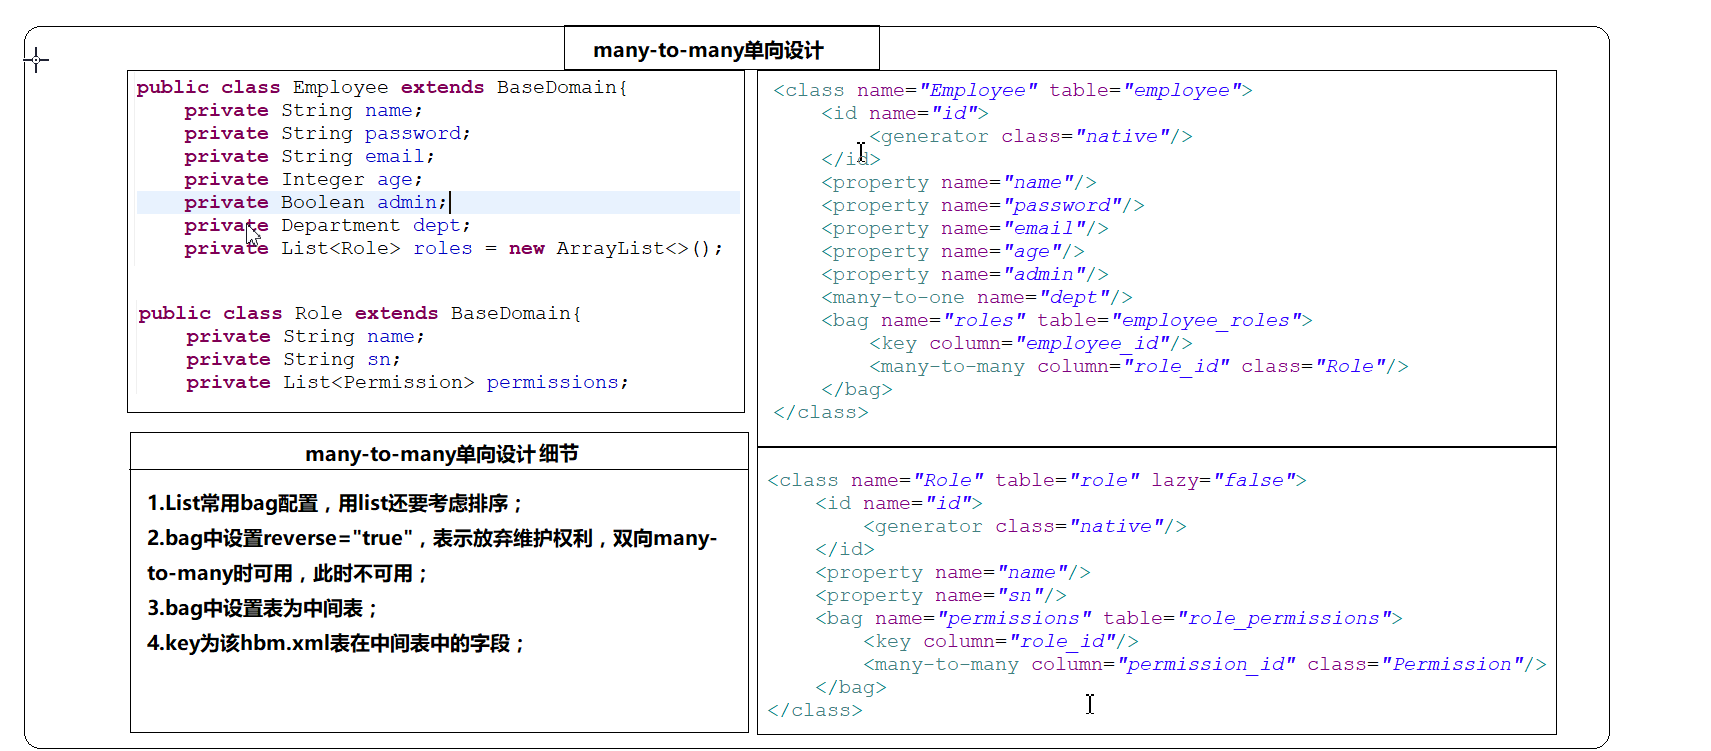 many-to-many单向设计
public class Employee extends BaseDomain{
private String name;
private String password;
private String email;
private Integer age;
private Boolean admin;
private Department dept;
private List<Role> roles = new ArrayList<>();
public class Role extends BaseDomain{
private String name;
private String sn;
private List<Permission> permissions;
many-to-many单向设计 细节
1.List常用bag配置，用list还要考虑排序；
2.bag中设置reverse="true"，表示放弃维护权利，双向many-
to-many时可用，此时不可用；
3.bag中设置表为中间表；
4.key为该hbm.xml表在中间表中的字段；
<class name="Employee" table="employee">
<id name="id">
<generator class="native"/>
</id>
<property name="name"/>
<property name="password"/>
<property name="email"/>
<property name="age"/>
<property name="admin"/>
<many-to-one name="dept"/>
<bag name="roles" table="employee_roles">
<key column="employee_id"/>
<many-to-many column="role_id" class="Role"/>
</bag>
</class>
<class name="Role" table="role" lazy="false">
<id name="id">
<generator class="native"/>
</id>
<property name="name"/>
<property name="sn"/>
<bag name="permissions" table="role_permissions">
<key column="role_id"/>
<many-to-many column="permission_id" class="Permission"/>
</bag>
</class>